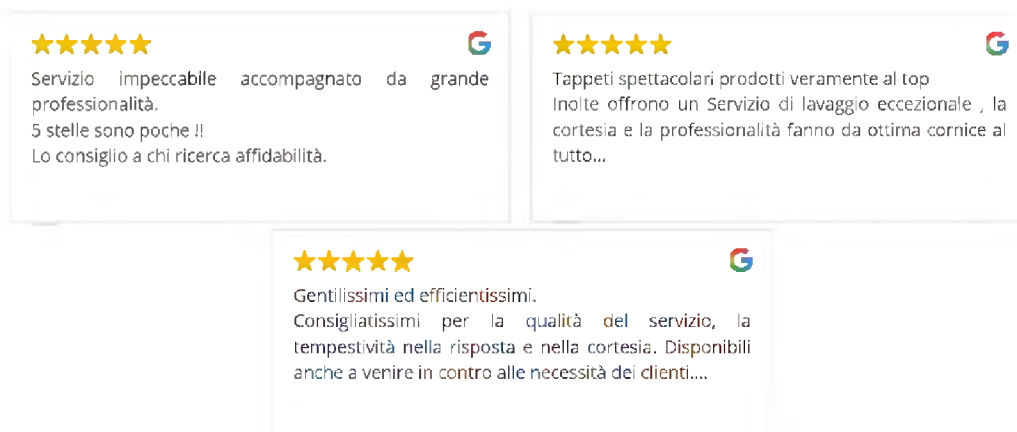 Servizio impeccabile accompagnato da grande
professionalità.
5 stelle sono poche !!
Lo consiglio a chi ricerca affidabilità.
Tappeti spettacolari prodotti veramente al top
Inolte offrono un Servizio di lavaggio eccezionale , la
cortesia e la professionalità fanno da ottima cornice al
tutto...
Gentilissimi ed efficientissimi.
Consigliatissimi per la qualità del servizio, la
tempestività nella risposta e nella cortesia. Disponibili
anche a venire in contro alle necessità dei clienti....